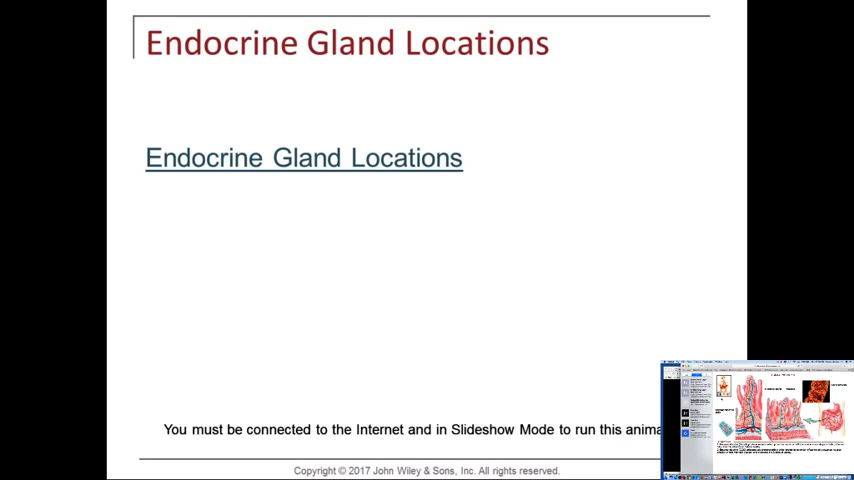 Endocrine Gland Locations
Endocrine Gland Locations
You must be connected to the Internet and in Slideshow Mode to run this
Copyright © 2017 John Wiley & Sons, Inc. All rights reserved.